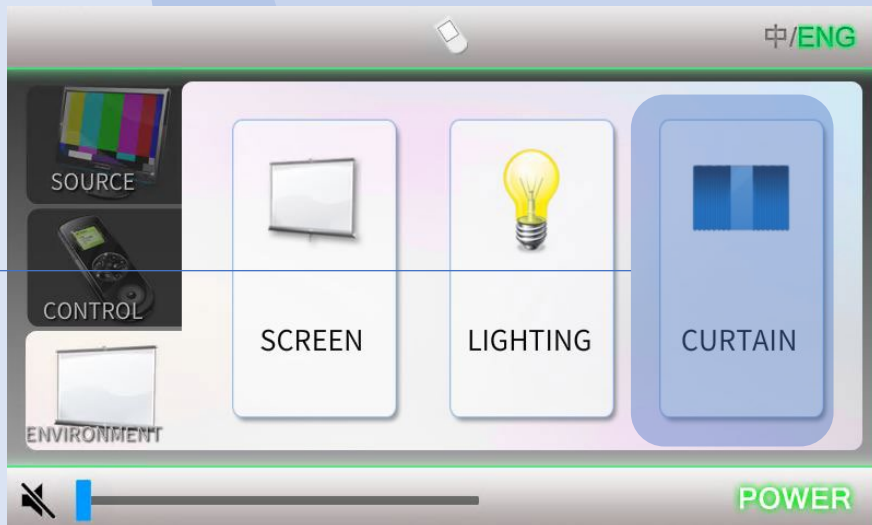 中/ENG
SOURCE
CONTROL
ENVIRONMENT
SCREEN
LIGHTING
CURTAIN
POWER